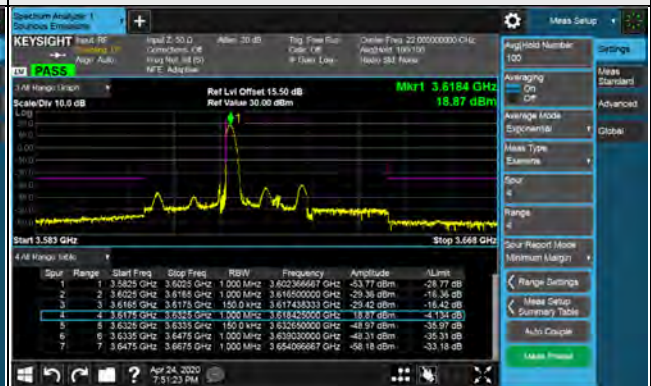 Spectrum Analyzer 1
Spurious Emissions
Meas Setup
KEYSIGHT
Input: RF
Align: Auto
Input Z: 50 Ω
Corrections: Off
Freq Ref: Int (S)
NFE: Adaptive
Atten: 20 dB
Trig: Free Run
Gate: Off
IF Gain: Low
Center Freq: 22.000000000 GHz
Avg|Hold: 100/100
Radio Std: None
LM PASS
3 All Range Graph
Scale/Div 10.0 dB
Ref Lvl Offset 15.50 dB
Ref Value 30.00 dBm
Mkr1 3.6184 GHz
18.87 dBm
Log
1
Start 3.583 GHz
Stop 3.668 GHz
4 All Range Table
Spur Range Start Freq Stop Freq RBW Frequency Amplitude ΔLimit
1 1 3.5825 GHz 3.6025 GHz 1.000 MHz 3.602366667 GHz -53.77 dBm -28.77 dB
2 2 3.6025 GHz 3.6165 GHz 1.000 MHz 3.616500000 GHz -29.36 dBm -16.36 dB
3 3 3.6165 GHz 3.6175 GHz 150.0 kHz 3.617438333 GHz -29.42 dBm -16.42 dB
4 4 3.6175 GHz 3.6325 GHz 1.000 MHz 3.618425000 GHz 18.87 dBm -4.134 dB
5 5 3.6325 GHz 3.6335 GHz 150.0 kHz 3.632650000 GHz -48.97 dBm -35.97 dB
6 6 3.6335 GHz 3.6475 GHz 1.000 MHz 3.639030000 GHz -48.31 dBm -35.31 dB
7 7 3.6475 GHz 3.6675 GHz 1.000 MHz 3.654066667 GHz -58.18 dBm -33.18 dB
Avg|Hold Number
100
Averaging
On
Off
Average Mode
Exponential
Meas Type
Examine
Spur
4
Range
4
Spur Report Mode
Minimum Margin
Range Settings
Meas Setup
Summary Table
Auto Couple
Meas Preset
Settings
Meas
Standard
Advanced
Global
Apr 24, 2020
7:51:23 PM